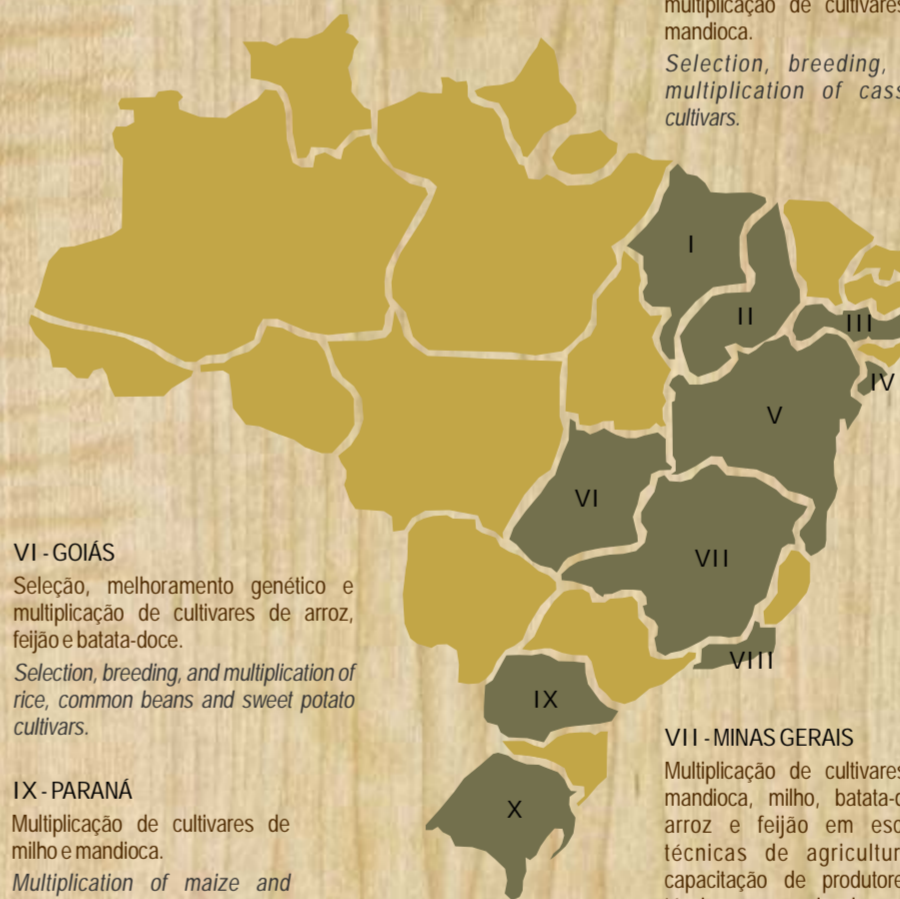 multiplicação de cultivares
mandioca.
Selection, breeding,
multiplication of cass
cultivars.
I
II
III
IV
V
VI
VII
VIII
IX
X
VI - GOIÁS
Seleção, melhoramento genético e
multiplicação de cultivares de arroz,
feijão e batata-doce.
Selection, breeding, and multiplication of
rice, common beans and sweet potato
cultivars.
IX - PARANÁ
Multiplicação de cultivares de
milho e mandioca.
Multiplication of maize and
VII - MINAS GERAIS
Multiplicação de cultivares
mandioca, milho, batata-d
arroz e feijão em esc
técnicas de agricultur
capacitação de produtore